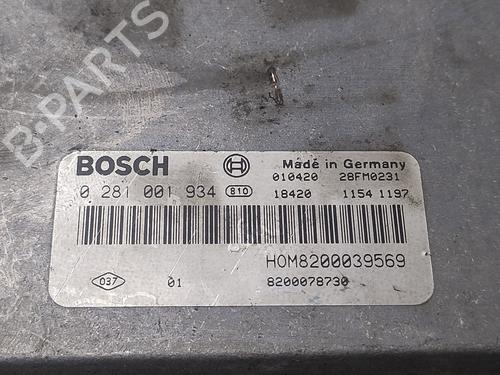 B-PARTS
BOSCH Made in Germany
0 281 001 934 810 010420 28FM0231
18420 1154 1197
HOM8200039569
037 01 8200078730